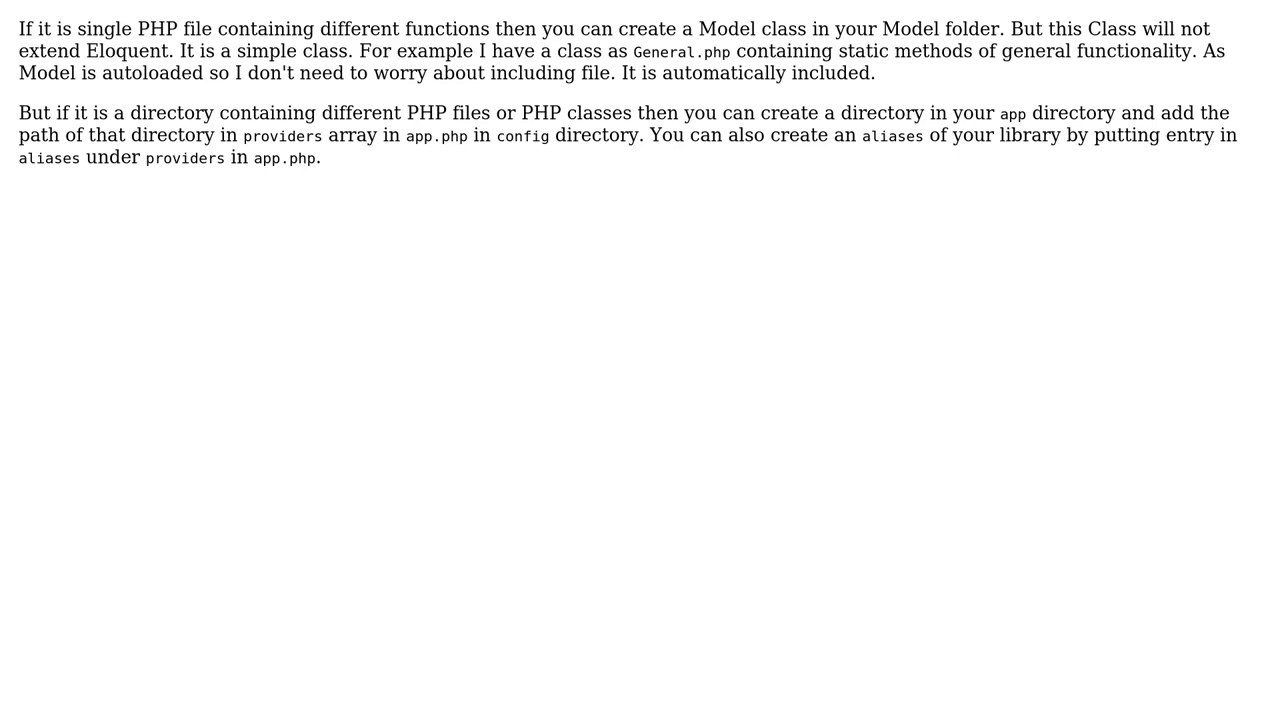 If it is single PHP file containing different functions then you can create a Model class in your Model folder. But this Class will not
extend Eloquent. It is a simple class. For example I have a class as General.php containing static methods of general functionality. As
Model is autoloaded so I don't need to worry about including file. It is automatically included.
But if it is a directory containing different PHP files or PHP classes then you can create a directory in your app directory and add the
path of that directory in providers array in app.php in config directory. You can also create an aliases of your library by putting entry in
aliases under providers in app.php.